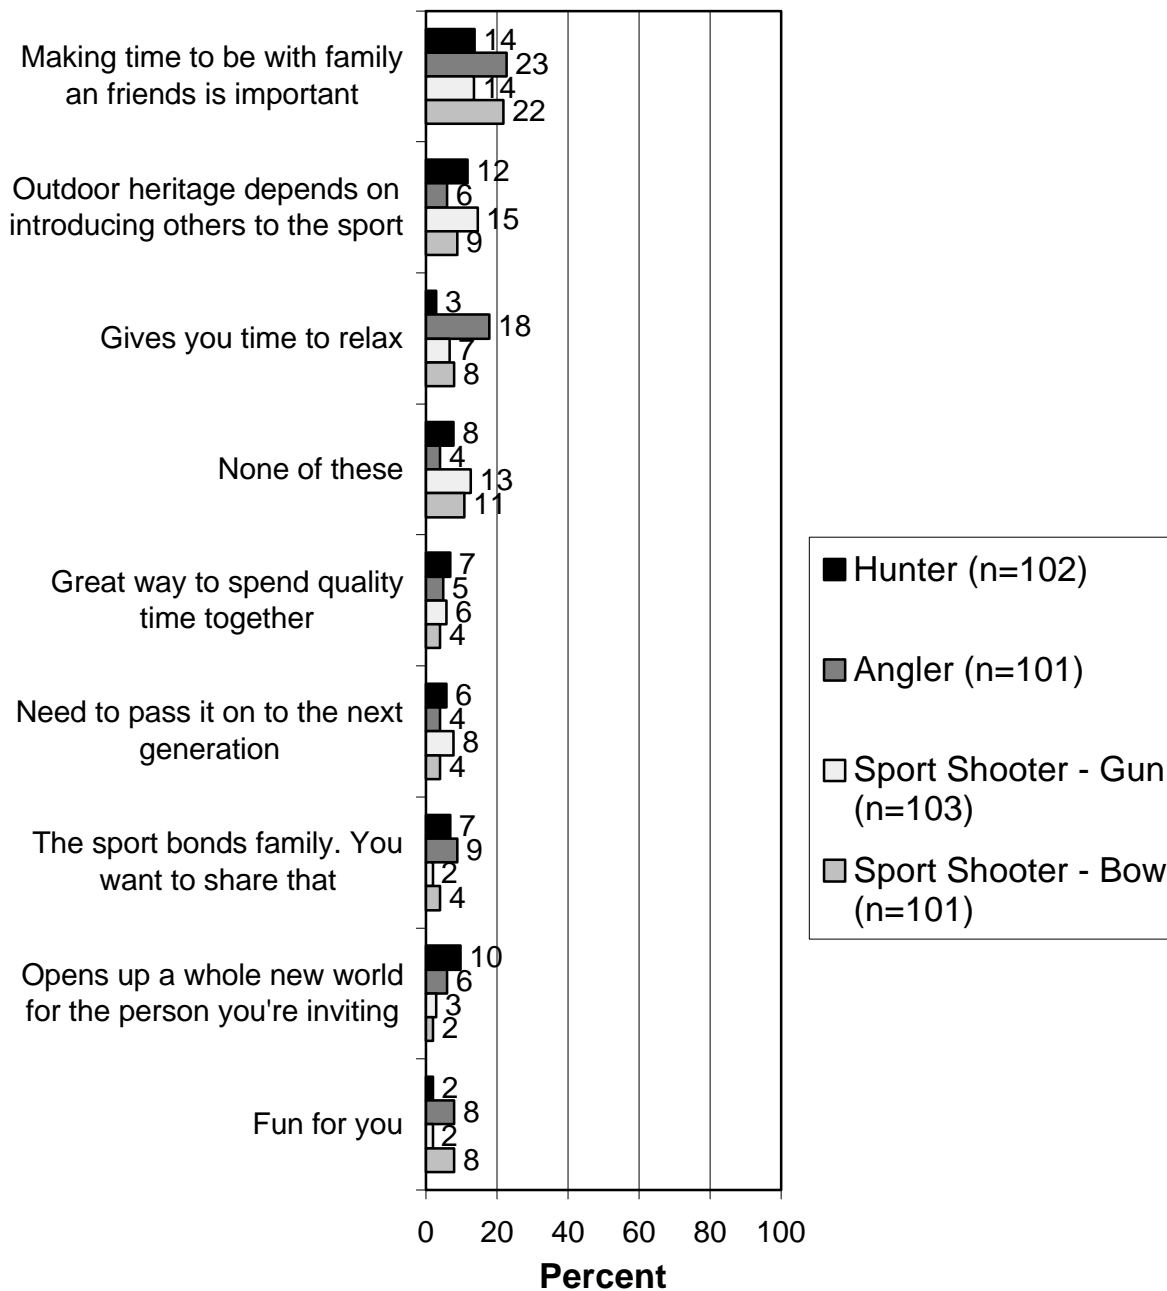 Making time to be with family
an friends is important
14
23
14
22
Outdoor heritage depends on
introducing others to the sport
12
6
15
9
Gives you time to relax
3
18
7
8
None of these
8
4
13
11
Great way to spend quality
time together
7
5
6
4
Need to pass it on to the next
generation
6
4
8
4
The sport bonds family. You
want to share that
7
9
2
4
Opens up a whole new world
for the person you're inviting
10
6
3
2
Fun for you
2
8
2
8
0 20 40 60 80 100
Percent
Hunter (n=102)
Angler (n=101)
Sport Shooter - Gun
(n=103)
Sport Shooter - Bow
(n=101)